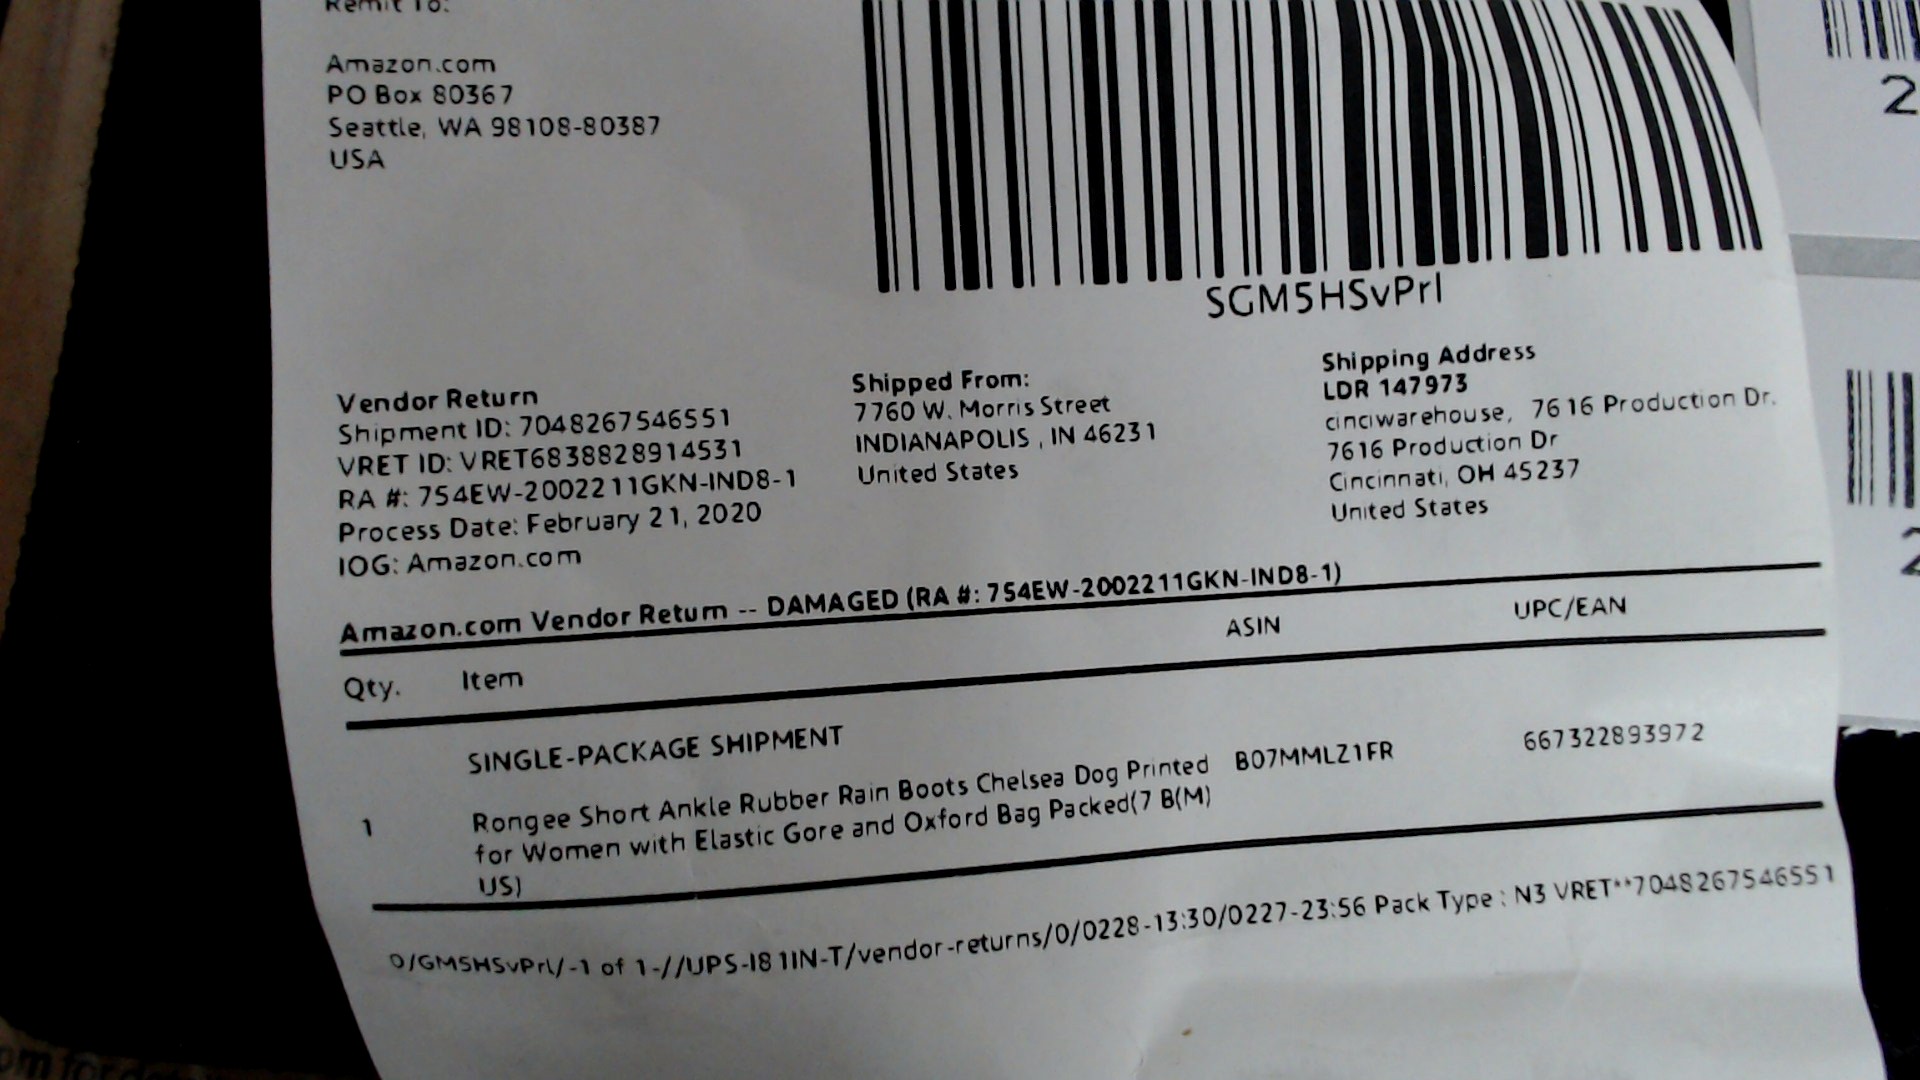 Remit To:
Amazon.com
PO Box 80367
Seattle, WA 98108-80387
USA
SGM5HSvPrl
Vendor Return
Shipment ID: 7048267546551
VRET ID: VRET6838828914531
RA #: 754EW-2002211GKN-IND8-1
Process Date: February 21, 2020
IOG: Amazon.com
Shipped From:
7760 W. Morris Street
INDIANAPOLIS , IN 46231
United States
Shipping Address
LDR 147973
cinciwarehouse, 7616 Production Dr.
7616 Production Dr
Cincinnati, OH 45237
United States
Amazon.com Vendor Return -- DAMAGED (RA #: 754EW-2002211GKN-IND8-1)
Qty. Item ASIN UPC/EAN
SINGLE-PACKAGE SHIPMENT
1 Rongee Short Ankle Rubber Rain Boots Chelsea Dog Printed B07MMLZ1FR 667322893972
for Women with Elastic Gore and Oxford Bag Packed(7 B(M)
US)
0/GM5HSvPrl/-1 of 1-//UPS-I81IN-T/vendor-returns/0/0228-13:30/0227-23:56 Pack Type : N3 VRET**7048267546551
2
2